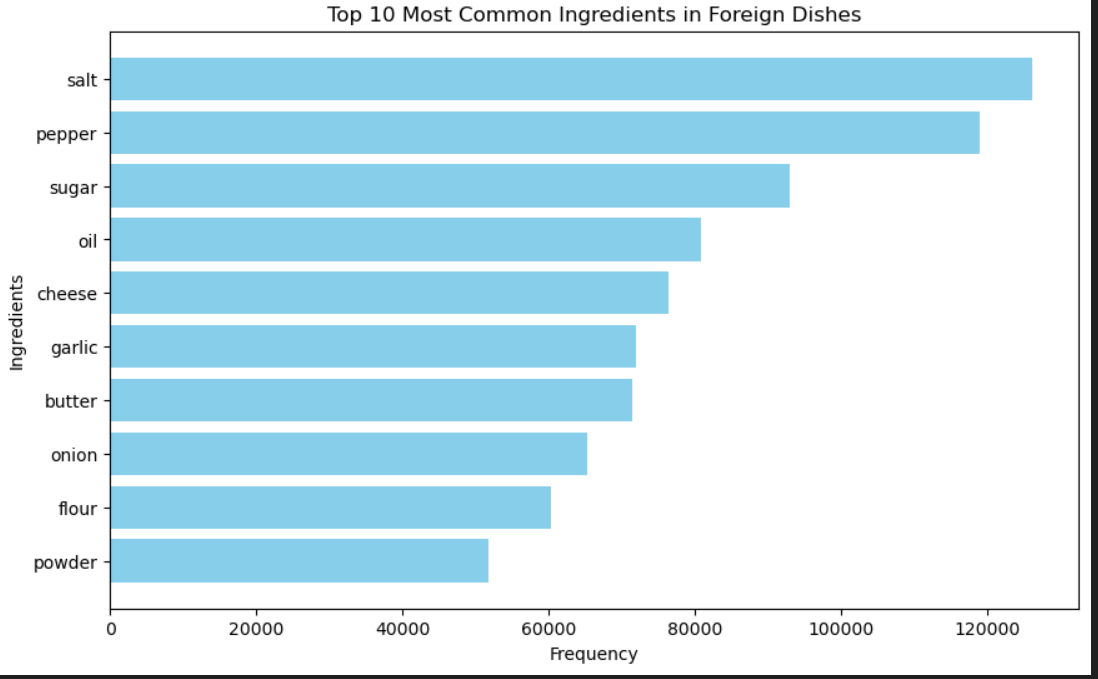 Top 10 Most Common Ingredients in Foreign Dishes
salt
pepper
sugar
oil
cheese
garlic
butter
onion
flour
powder
Ingredients
0 20000 40000 60000 80000 100000 120000
Frequency